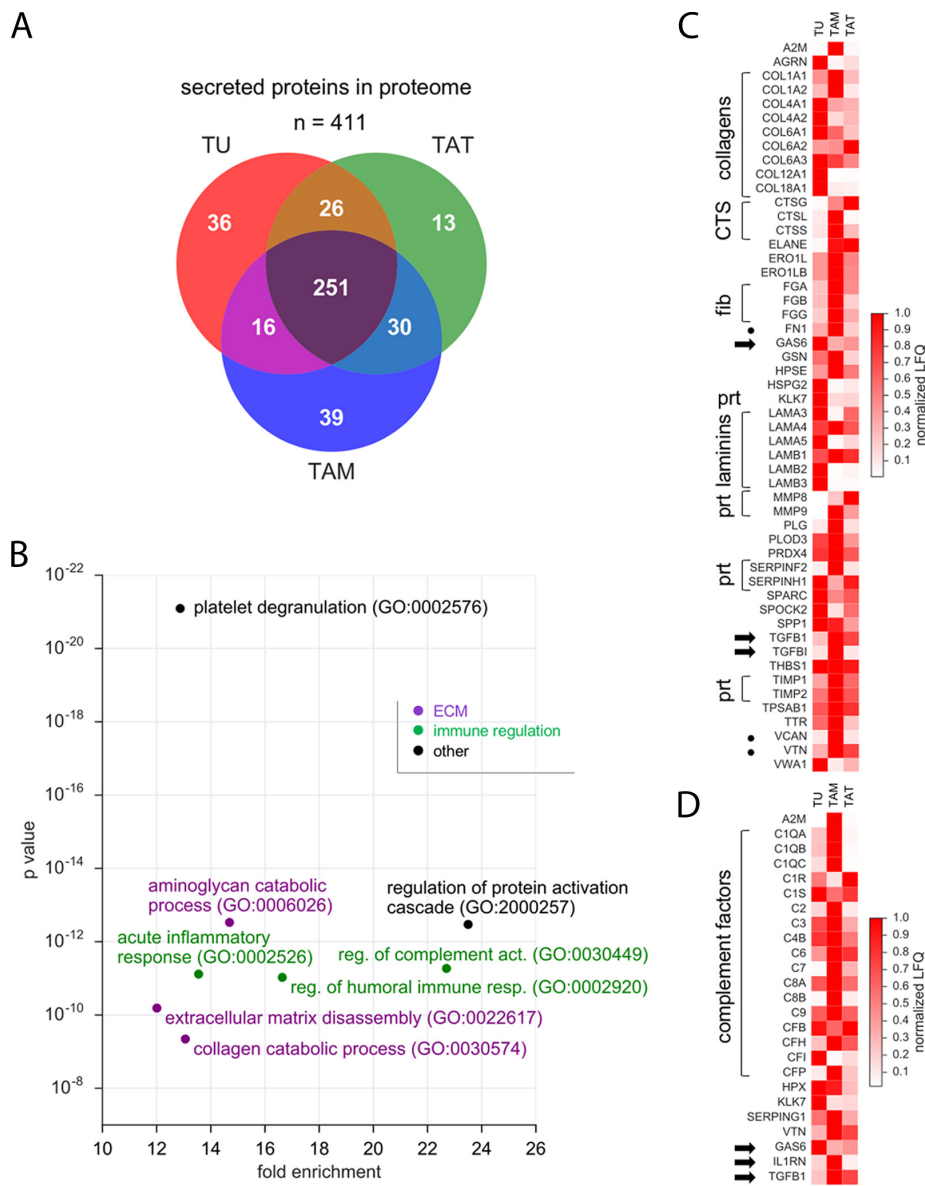 A
secreted proteins in proteome
n = 411
TU
TAT
36
26
13
251
16
30
39
TAM
B
10-22
10-20
10-18
10-16
10-14
10-12
10-10
10-8
p value
platelet degranulation (GO:0002576)
ECM
immune regulation
other
aminoglycan catabolic
process (GO:0006026)
regulation of protein activation
cascade (GO:2000257)
acute inflammatory
response (GO:0002526)
reg. of complement act. (GO:0030449)
reg. of humoral immune resp. (GO:0002920)
extracellular matrix disassembly (GO:0022617)
collagen catabolic process (GO:0030574)
10 12 14 16 18 20 22 24 26
fold enrichment
C
TU TAM TAT
A2M
AGRN
collagens
COL1A1
COL1A2
COL4A1
COL4A2
COL6A1
COL6A2
COL6A3
COL12A1
COL18A1
CTS
CTSG
CTSL
CTSS
ELANE
ERO1L
ERO1LB
fib
FGA
FGB
FGG
FN1
GAS6
GSN
HPSE
HSPG2
prt
KLK7
laminins
LAMA3
LAMA4
LAMA5
LAMB1
LAMB2
LAMB3
prt
MMP8
MMP9
PLG
PLOD3
PRDX4
prt
SERPINF2
SERPINH1
SPARC
SPOCK2
SPP1
TGFB1
TGFBI
THBS1
prt
TIMP1
TIMP2
TPSAB1
TTR
VCAN
VTN
VWA1
1.0
0.9
0.8
0.7
0.6
0.5
0.4
0.3
0.2
0.1
normalized LFQ
D
TU TAM TAT
A2M
complement factors
C1QA
C1QB
C1QC
C1R
C1S
C2
C3
C4B
C6
C7
C8A
C8B
C9
CFB
CFH
CFI
CFP
HPX
KLK7
SERPING1
VTN
GAS6
IL1RN
TGFB1
1.0
0.9
0.8
0.7
0.6
0.5
0.4
0.3
0.2
0.1
normalized LFQ